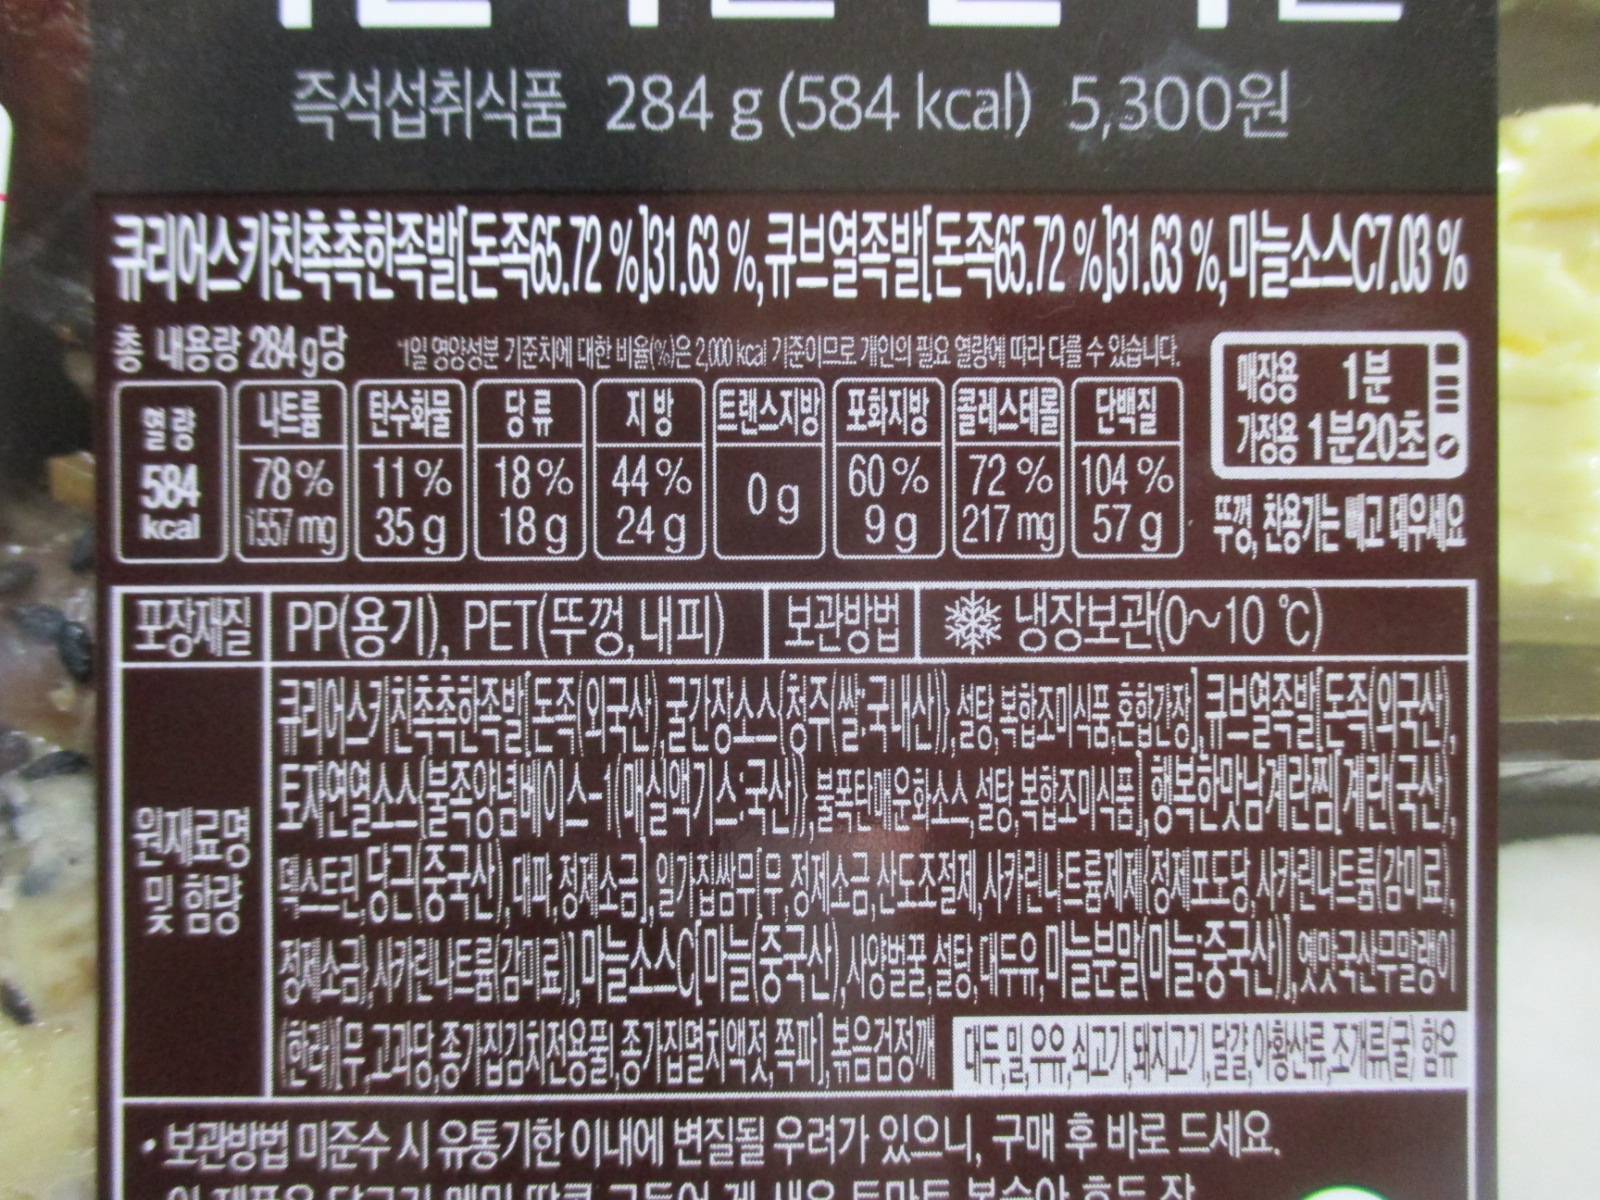 즉석섭취식품 284 g (584 kcal) 5,300원
큐리어스키친촉촉한족발[돈족65.72 %]31.63 %, 큐브열족발[돈족65.72 %]31.63 %, 마늘소스C7.03 %
총 내용량 284 g당 *1일 영양성분 기준치에 대한 비율(%)은 2,000 kcal 기준이므로 개인의 필요 열량에 따라 다를 수 있습니다.
열량 나트륨 탄수화물 당류 지방 트랜스지방 포화지방 콜레스테롤 단백질
584 kcal 78 % 11 % 18 % 44 % 0 g 60 % 72 % 104 %
1557 mg 35 g 18 g 24 g 9 g 217 mg 57 g
매장용 1분
가정용 1분20초
뚜껑, 찬용기는 빼고 데우세요
포장재질 PP(용기), PET(뚜껑, 내피) 보관방법 냉장보관(0~10 ℃)
원재료명 및 함량
큐리어스키친촉촉한족발[돈족(외국산), 굴간장소스{청주(쌀:국내산)}, 설탕, 복합조미식품, 혼합간장], 큐브열족발[돈족(외국산),
토자연열소스{불족양념베이스-1(매실액기스:국산)}, 불폭탄매운화소스, 설탕, 복합조미식품], 행복한맛남계란찜[계란(국산),
덱스트린, 당근(중국산), 대파, 정제소금], 일가집쌈무[무, 정제소금, 산도조절제, 사카린나트륨제제{정제포도당, 사카린나트륨(감미료),
정제소금}, 사카린나트륨(감미료)], 마늘소스C[마늘(중국산), 사양벌꿀, 설탕, 대두유, 마늘분말(마늘:중국산)], 옛맛국산무말랭이
(한라)[무, 고과당, 종가집김치전용풀, 종가집멸치액젓, 쪽파], 볶음검정깨 대두, 밀, 우유, 쇠고기, 돼지고기, 달걀, 아황산류, 조개류(굴) 함유
• 보관방법 미준수 시 유통기한 이내에 변질될 우려가 있으니, 구매 후 바로 드세요.